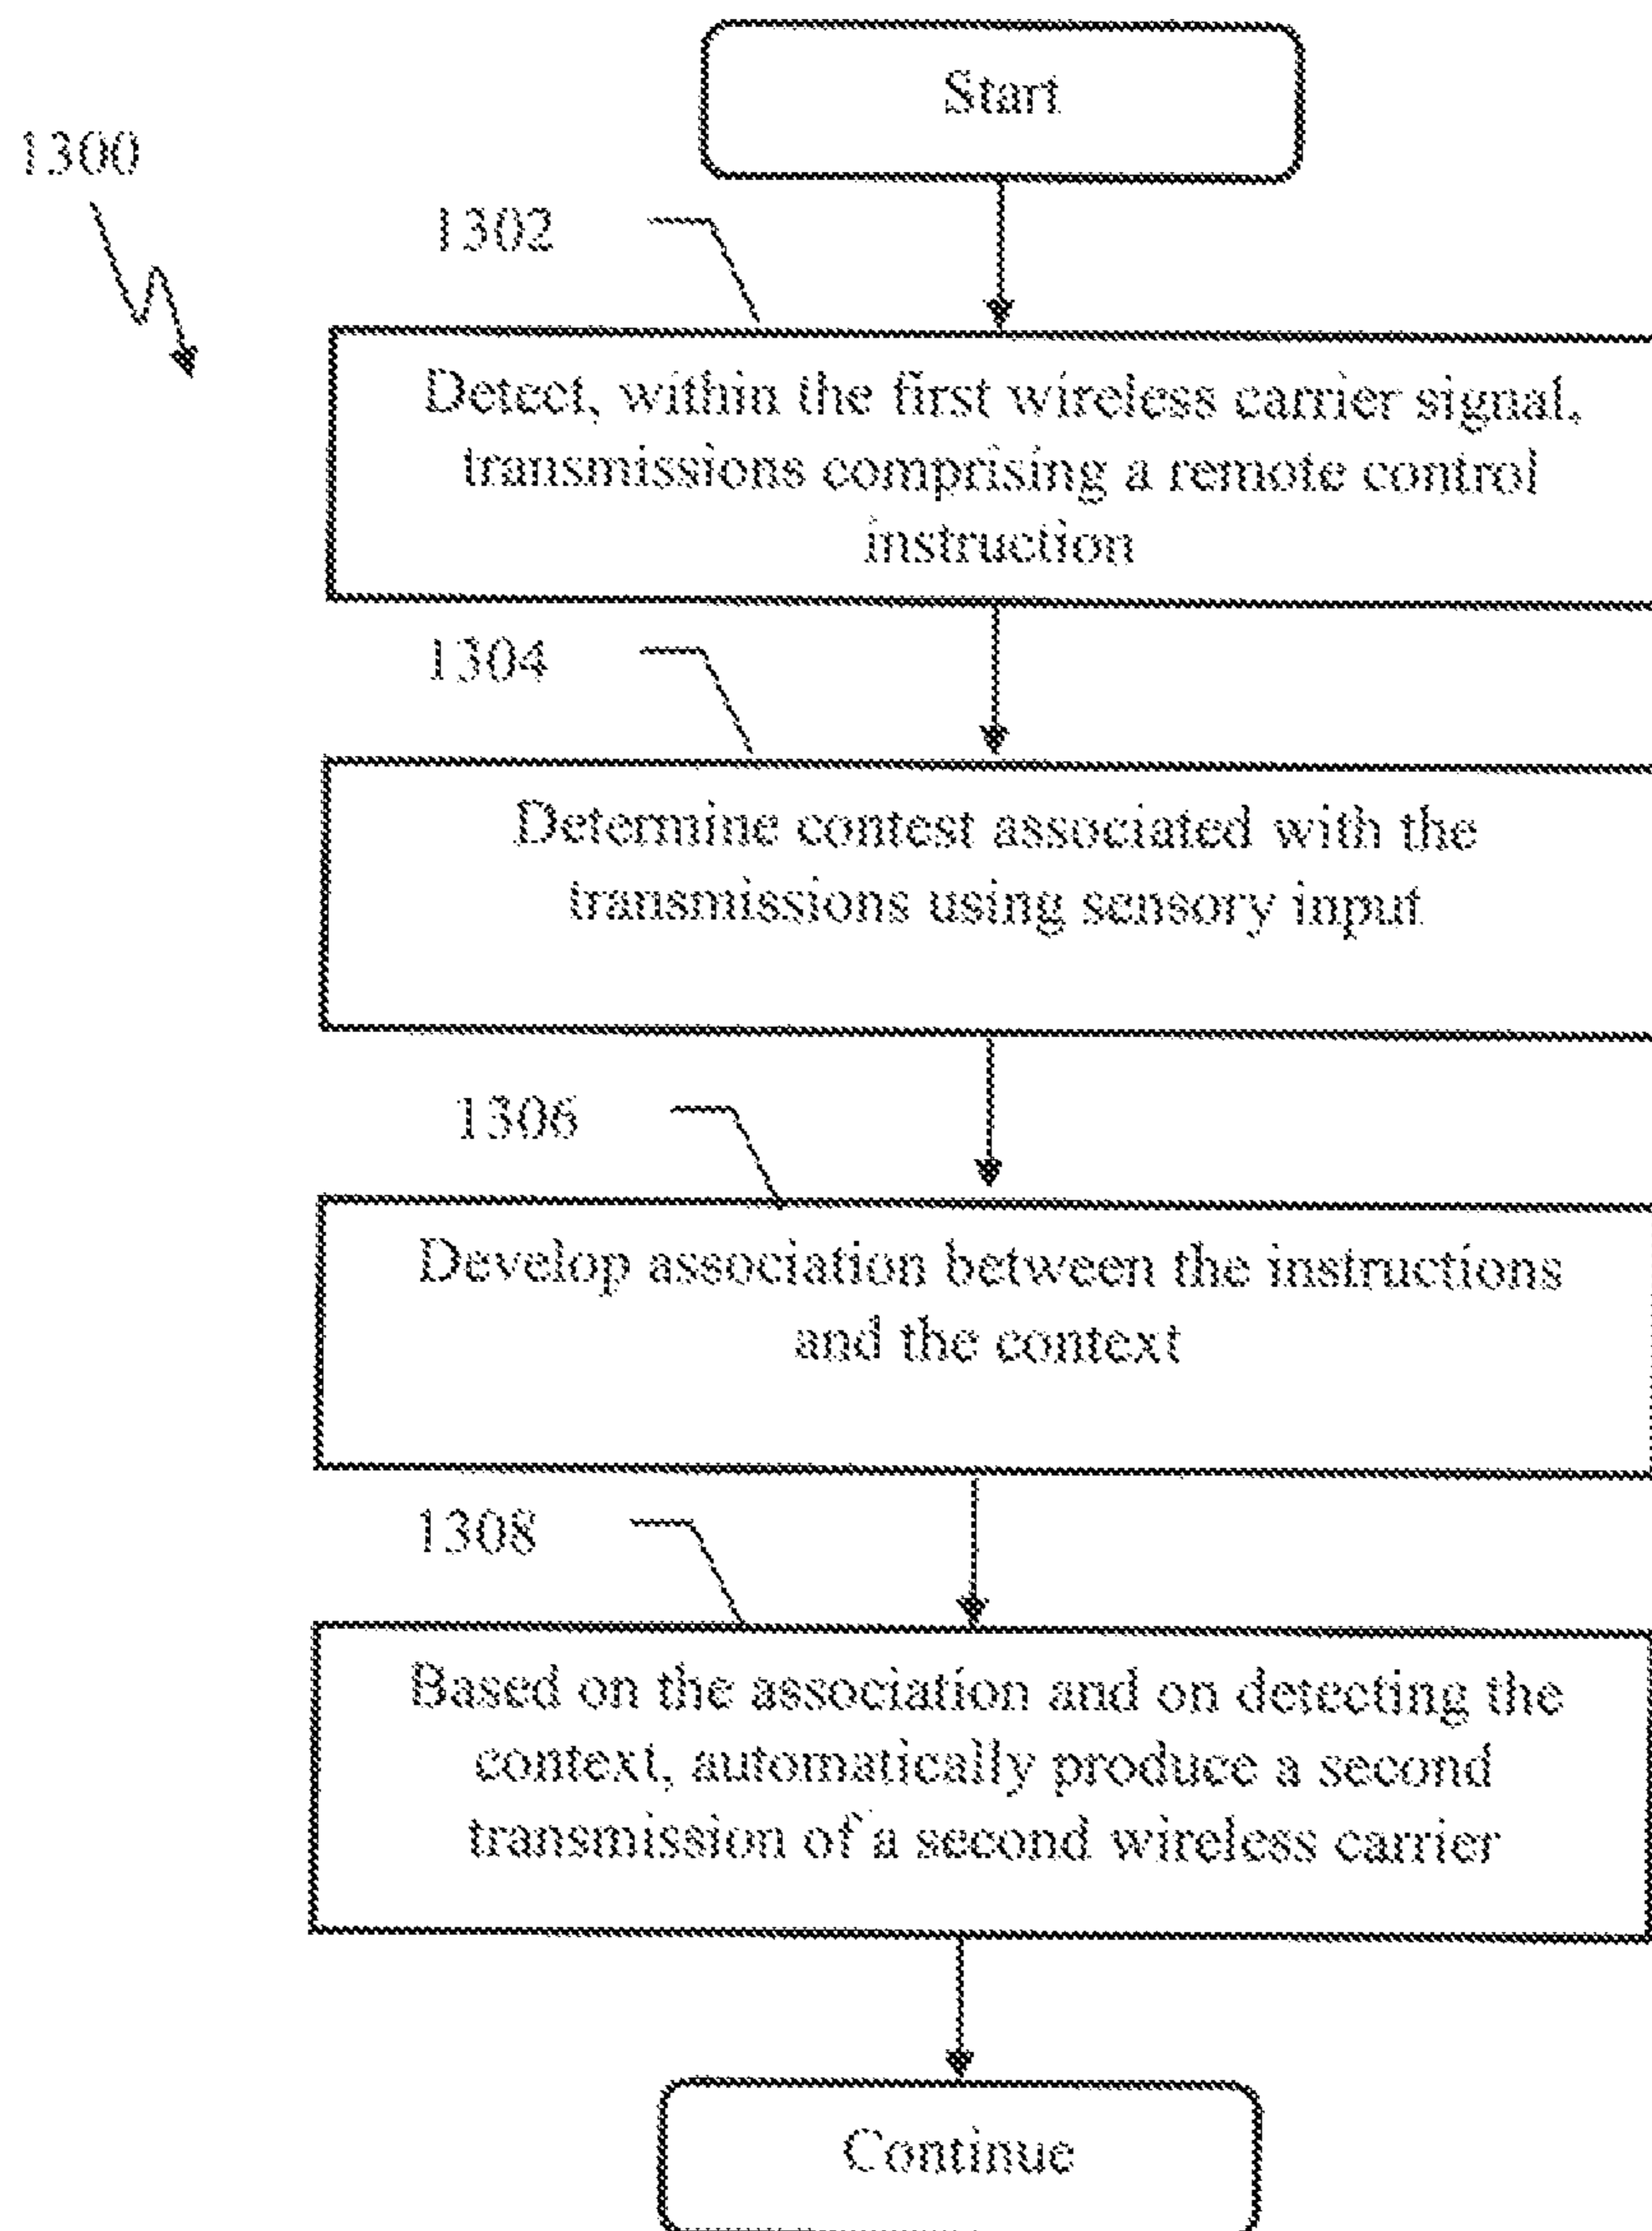 Start
1300
1302
Detect, within the first wireless carrier signal,
transmissions comprising a remote control
instruction
1304
Determine contest associated with the
transmissions using sensory input
1306
Develop association between the instructions
and the context
1308
Based on the association and on detecting the
context, automatically produce a second
transmission of a second wireless carrier
Continue